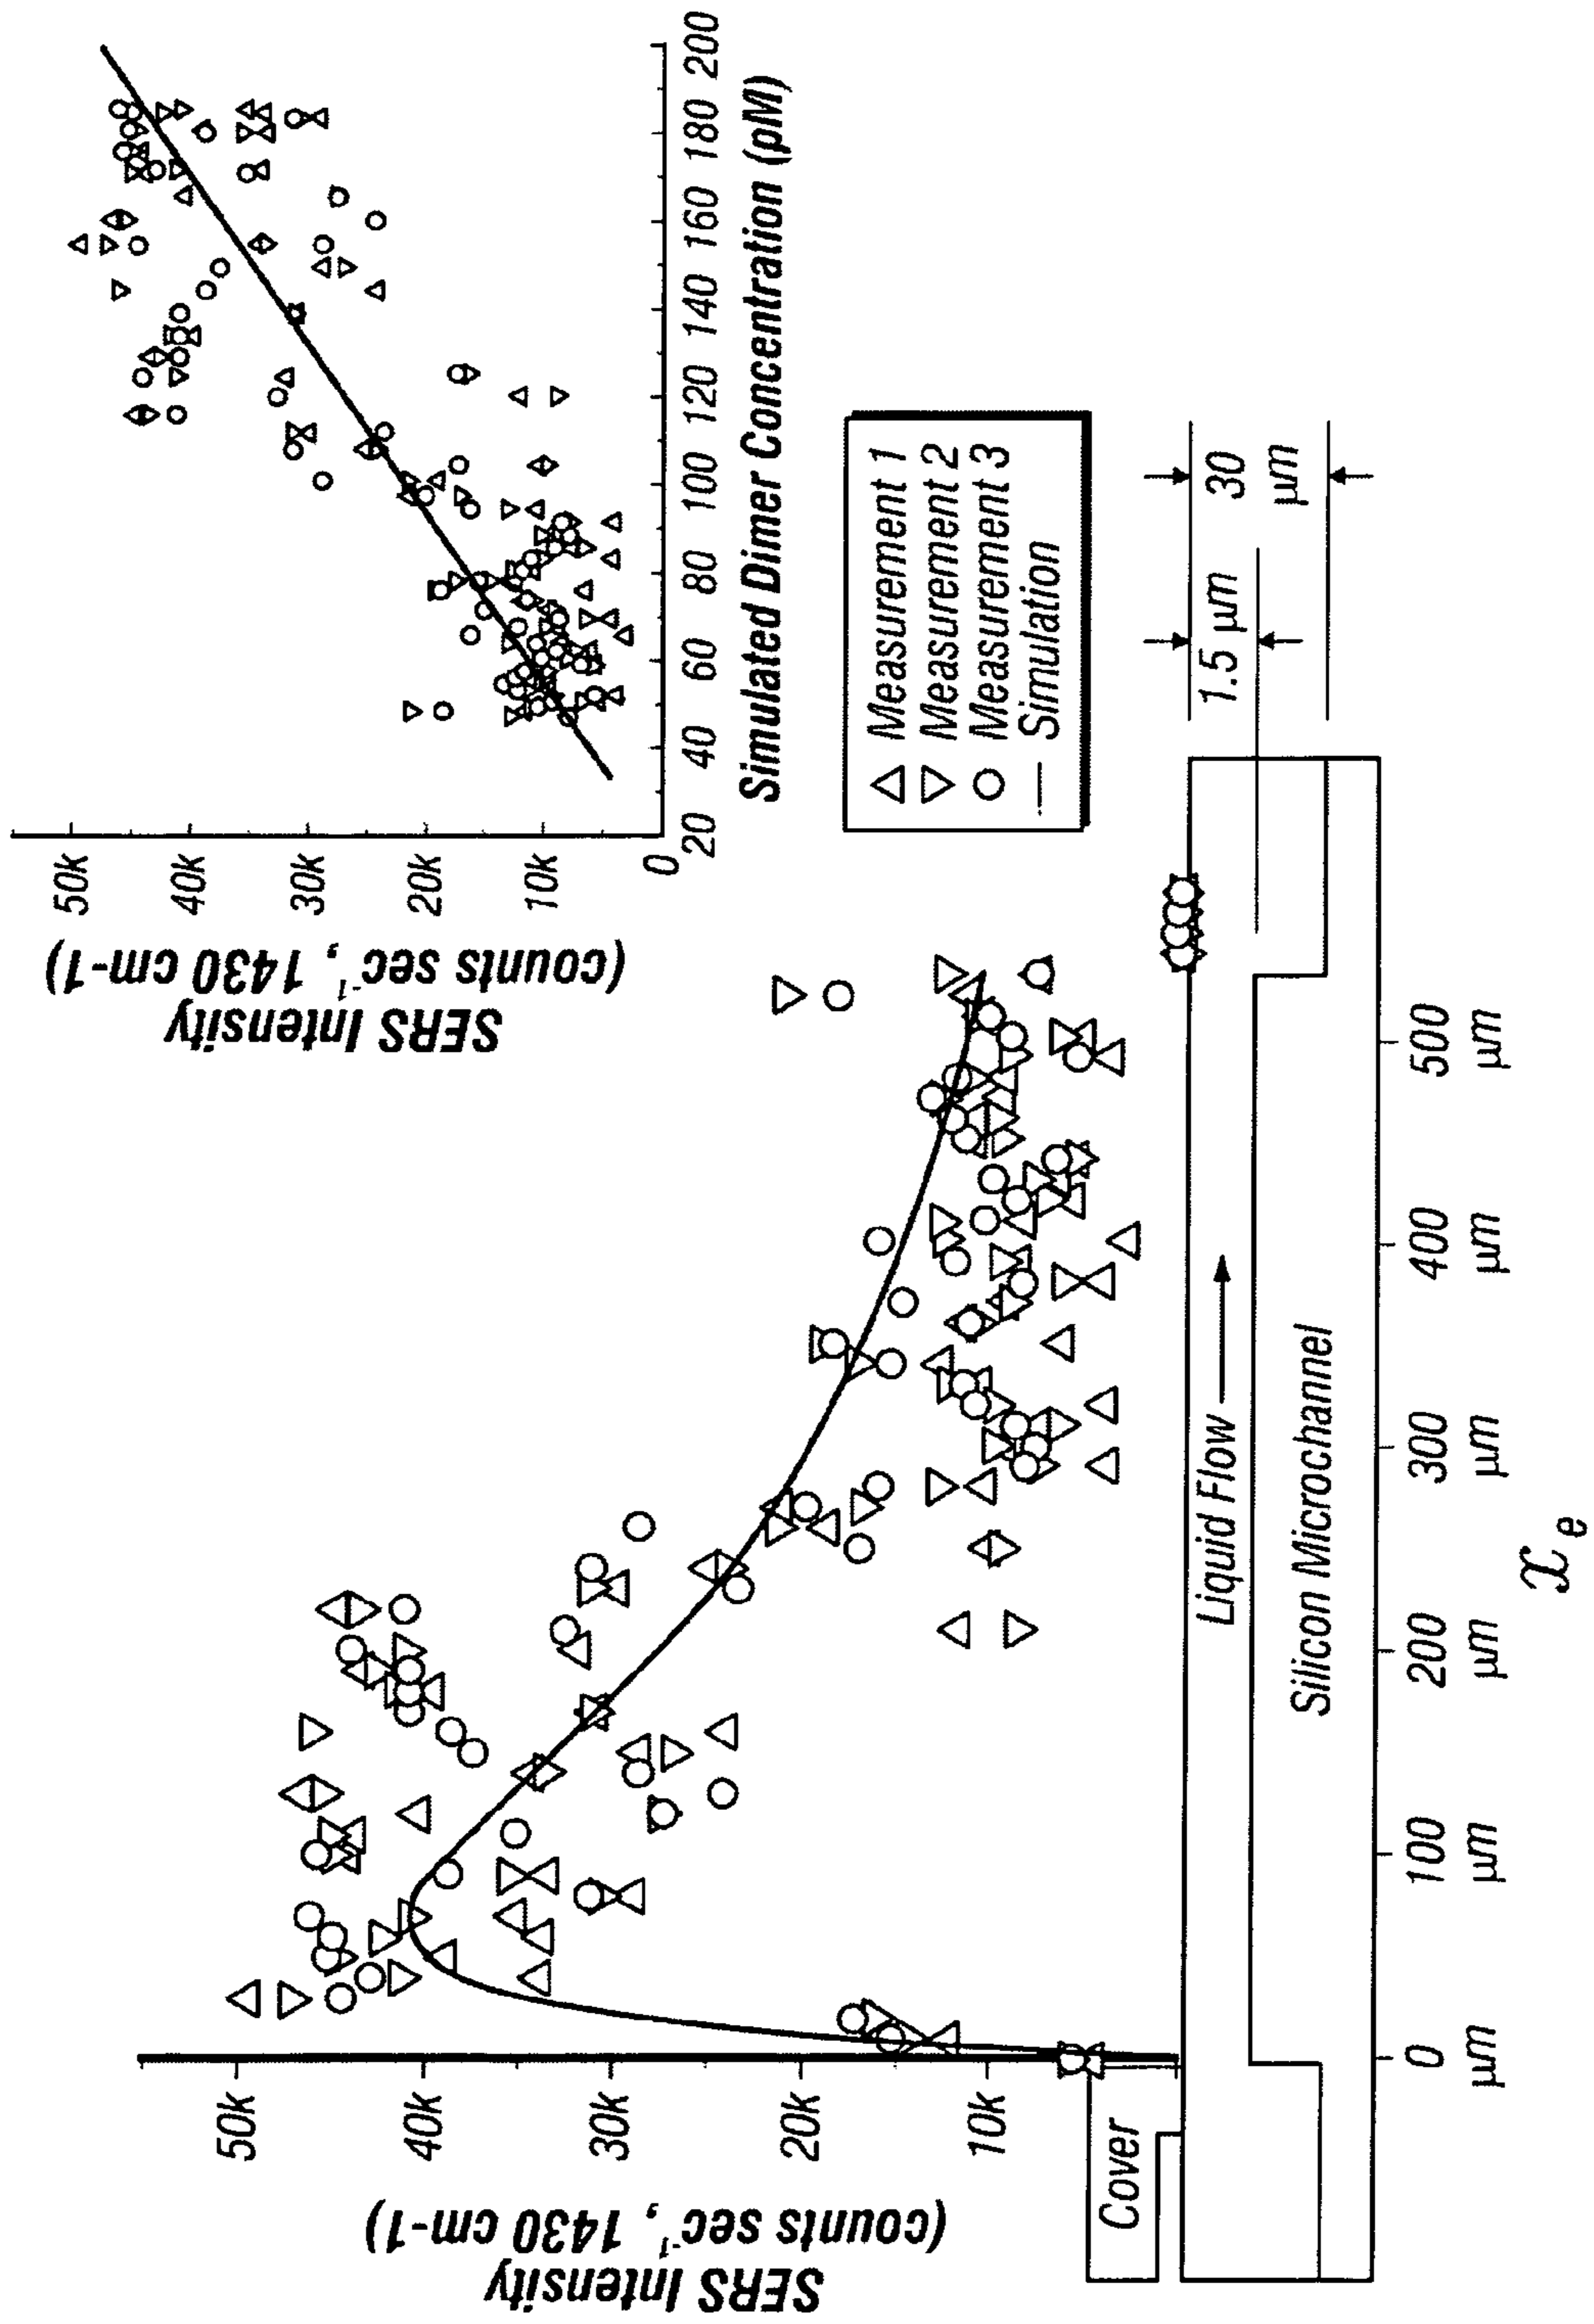 SERS Intensity
(counts sec-1, 1430 cm-1)
50k
40k
30k
20k
10k
0
20 40 60 80 100 120 140 160 180 200
Simulated Dimer Concentration (pM)
SERS Intensity
(counts sec-1, 1430 cm-1)
50k
40k
30k
20k
10k
Measurement 1
Measurement 2
Measurement 3
Simulation
Cover
Liquid Flow
Silicon Microchannel
1.5 µm
30
µm
0 100 200 300 400 500
µm µm µm µm µm µm
xe